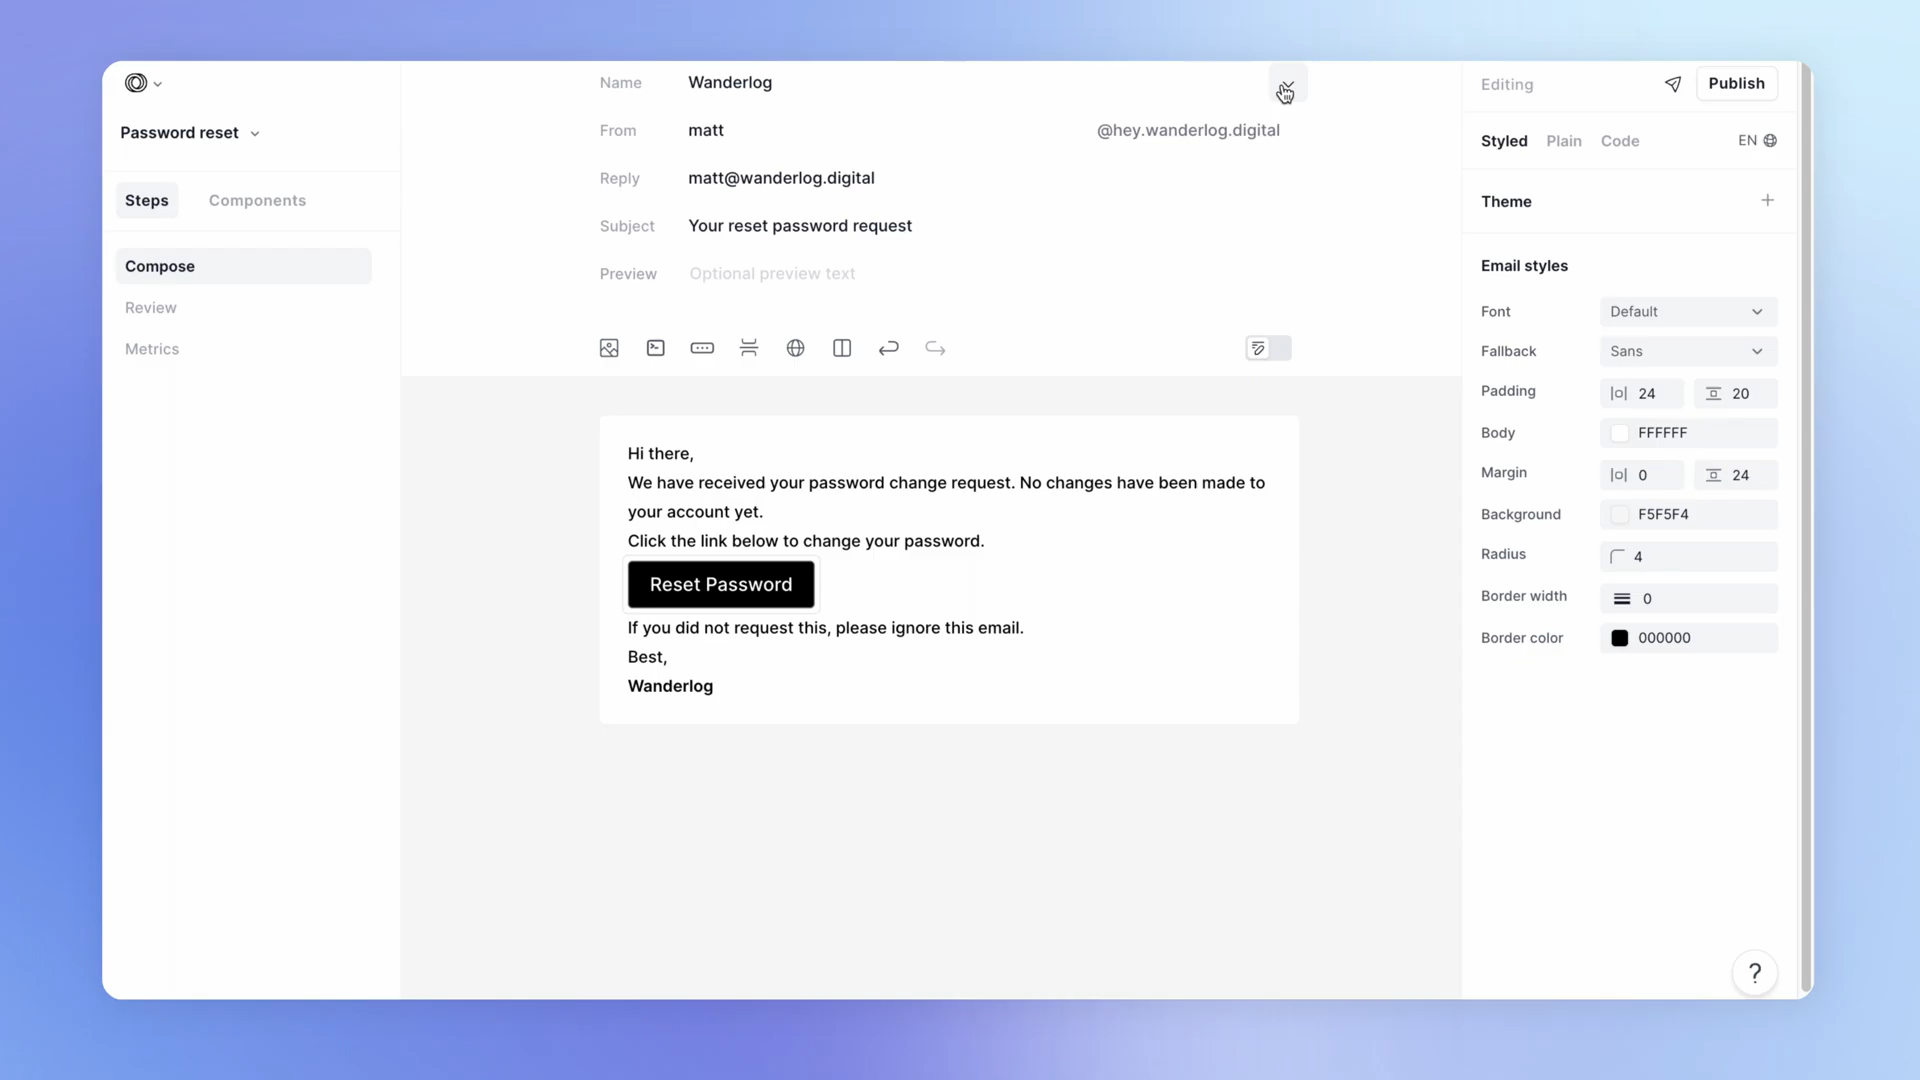 Password reset
Steps
Components
Compose
Review
Metrics
Name
Wanderlog
From
matt
@hey.wanderlog.digital
Reply
matt@wanderlog.digital
Subject
Your reset password request
Preview
Optional preview text
Hi there,
We have received your password change request. No changes have been made to
your account yet.
Click the link below to change your password.
Reset Password
If you did not request this, please ignore this email.
Best,
Wanderlog
Editing
Publish
Styled
Plain
Code
EN
Theme
Email styles
Font
Default
Fallback
Sans
Padding
24
20
Body
FFFFFF
Margin
0
24
Background
F5F5F4
Radius
4
Border width
0
Border color
000000
?